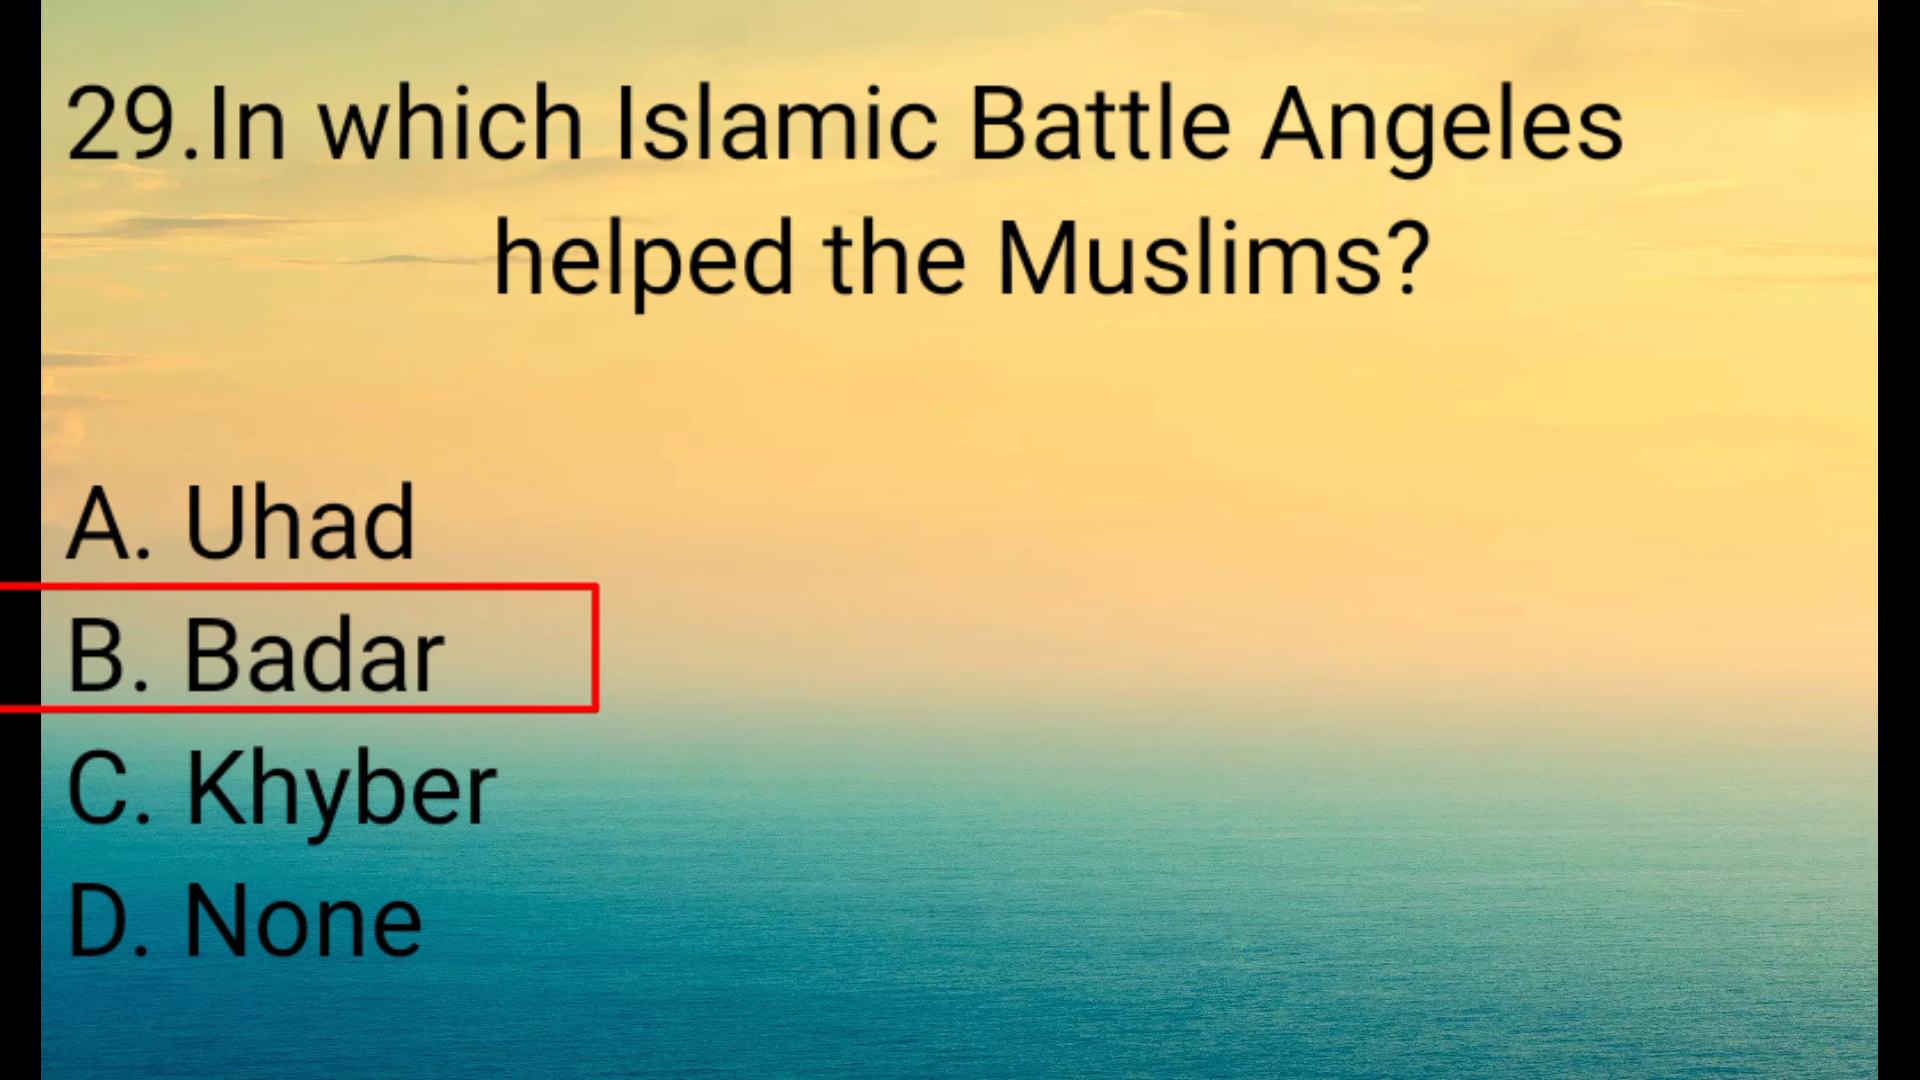 29.In which Islamic Battle Angeles
helped the Muslims?
A. Uhad
B. Badar
C. Khyber
D. None